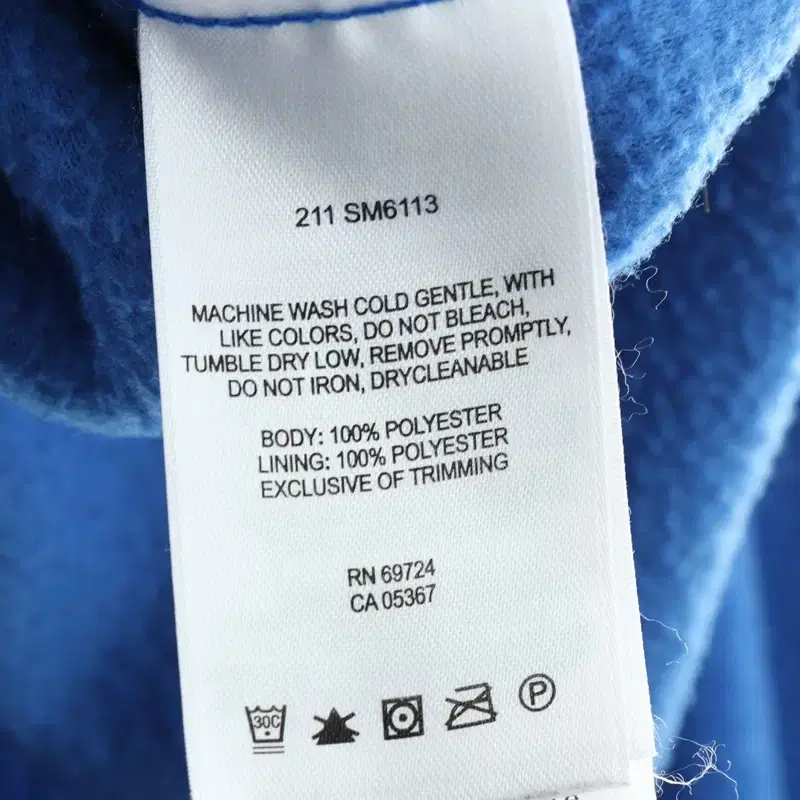 211 SM6113
MACHINE WASH COLD GENTLE, WITH
LIKE COLORS, DO NOT BLEACH,
TUMBLE DRY LOW, REMOVE PROMPTLY,
DO NOT IRON, DRYCLEANABLE
BODY: 100% POLYESTER
LINING: 100% POLYESTER
EXCLUSIVE OF TRIMMING
RN 69724
CA 05367
30C P